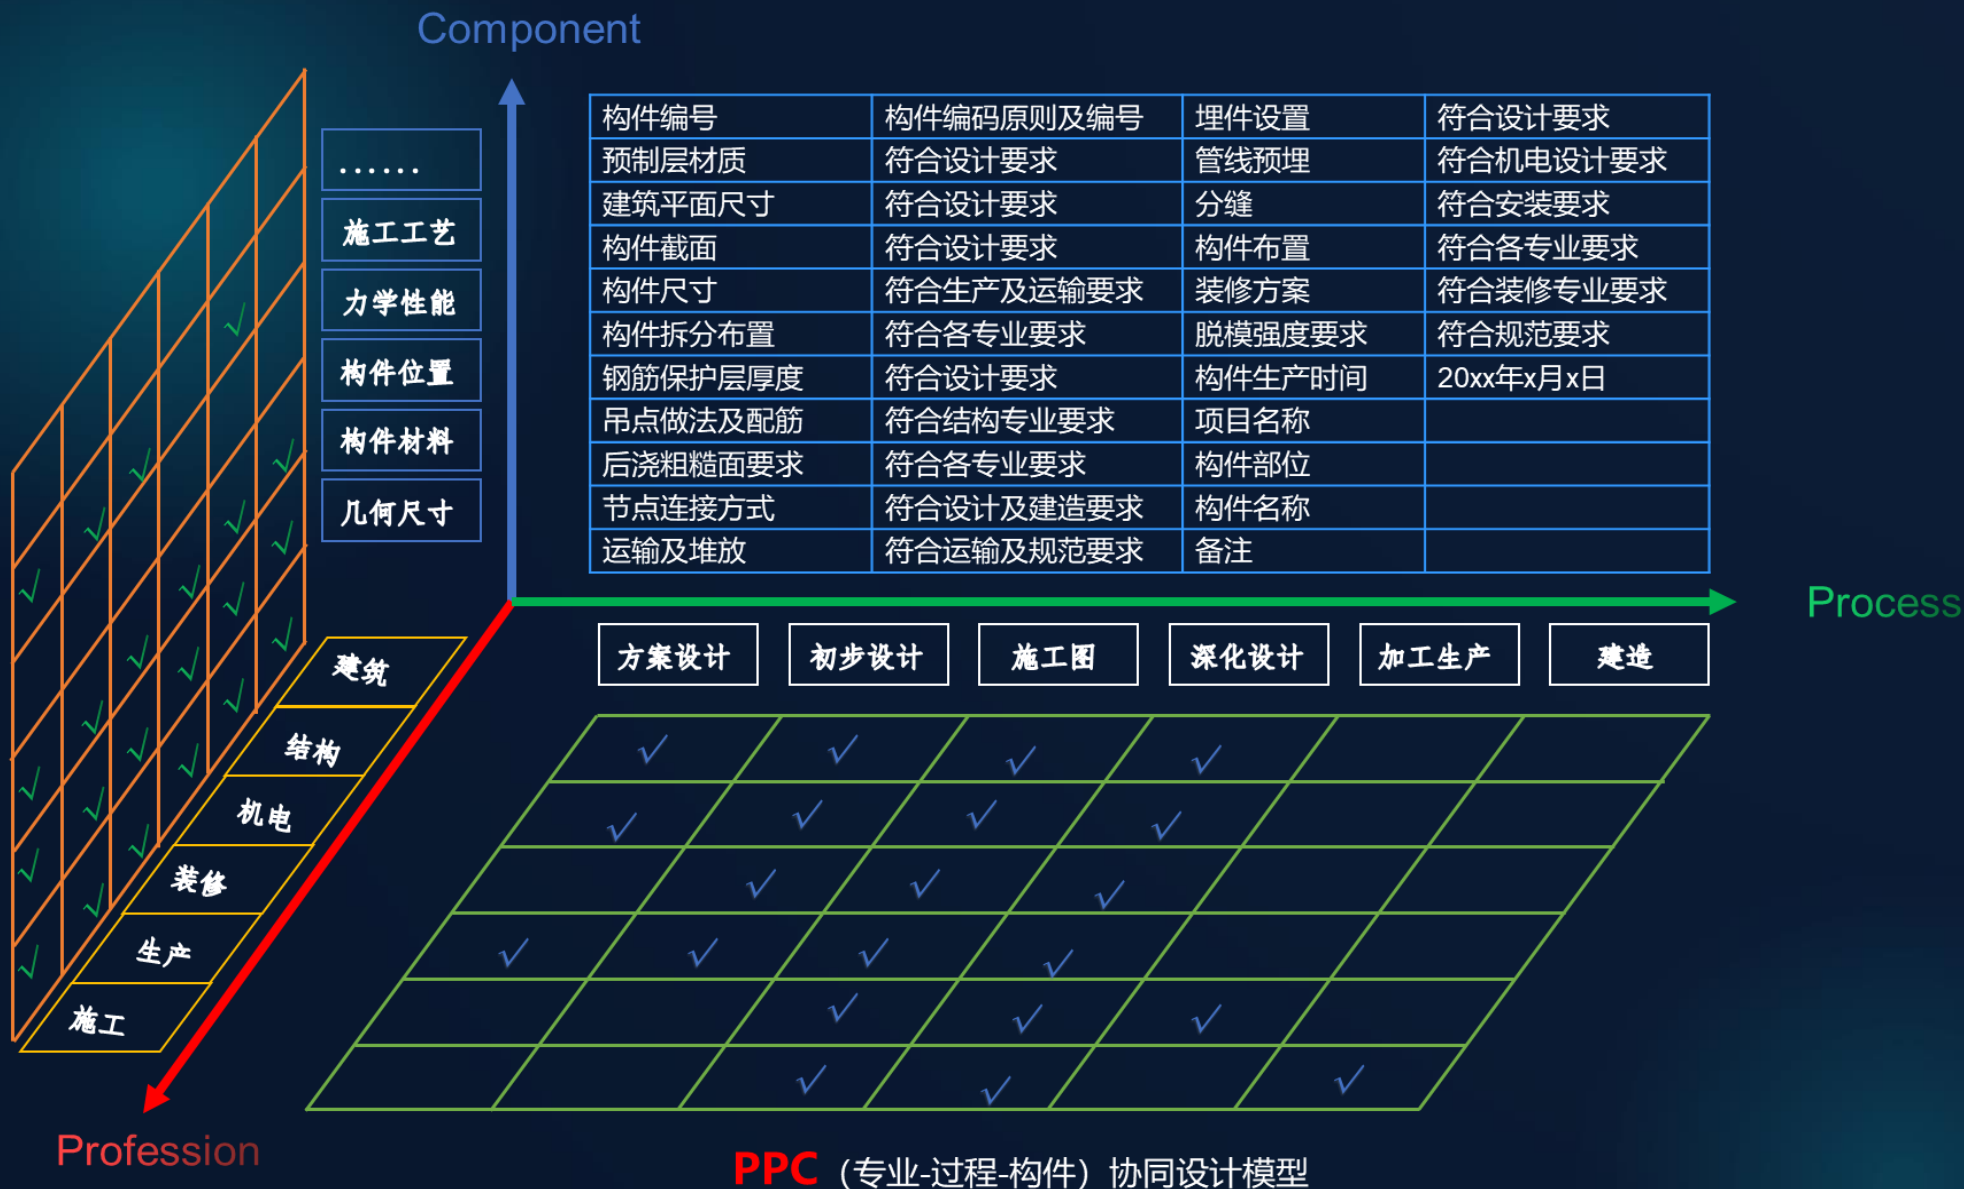 Component
......
施工工艺
力学性能
构件位置
构件材料
几何尺寸
构件编号 构件编码原则及编号 埋件设置 符合设计要求
预制层材质 符合设计要求 管线预埋 符合机电设计要求
建筑平面尺寸 符合设计要求 分缝 符合安装要求
构件截面 符合设计要求 构件布置 符合各专业要求
构件尺寸 符合生产及运输要求 装修方案 符合装修专业要求
构件拆分布置 符合各专业要求 脱模强度要求 符合规范要求
钢筋保护层厚度 符合设计要求 构件生产时间 20xx年x月x日
吊点做法及配筋 符合结构专业要求 项目名称
后浇粗糙面要求 符合各专业要求 构件部位
节点连接方式 符合设计及建造要求 构件名称
运输及堆放 符合运输及规范要求 备注
Process
方案设计 初步设计 施工图 深化设计 加工生产 建造
建筑
结构
机电
装修
生产
施工
Profession
PPC（专业-过程-构件）协同设计模型